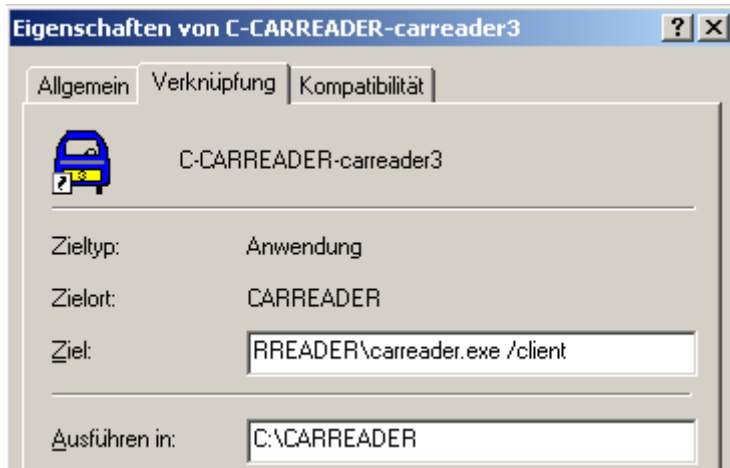 Eigenschaften von C-CARREADER-carreader3
Allgemein Verknüpfung Kompatibilität
C-CARREADER-carreader3
Zieltyp: Anwendung
Zielort: CARREADER
Ziel: RREADER\carreader.exe /client
Ausführen in: C:\CARREADER